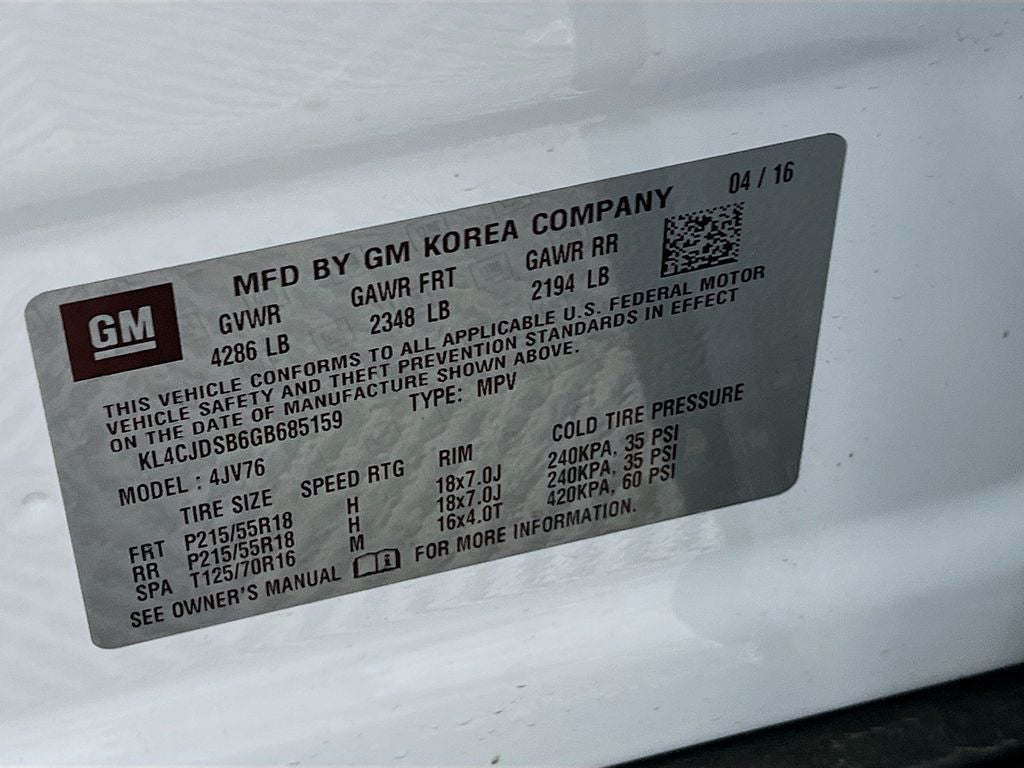 MFD BY GM KOREA COMPANY 04 / 16
GM
GVWR GAWR FRT GAWR RR
4286 LB 2348 LB 2194 LB
THIS VEHICLE CONFORMS TO ALL APPLICABLE U.S. FEDERAL MOTOR
VEHICLE SAFETY AND THEFT PREVENTION STANDARDS IN EFFECT
ON THE DATE OF MANUFACTURE SHOWN ABOVE.
KL4CJDSB6GB685159 TYPE: MPV
MODEL : 4JV76
TIRE SIZE SPEED RTG RIM COLD TIRE PRESSURE
FRT P215/55R18 H 18x7.0J 240KPA, 35 PSI
RR P215/55R18 H 18x7.0J 240KPA, 35 PSI
SPA T125/70R16 M 16x4.0T 420KPA, 60 PSI
SEE OWNER'S MANUAL i FOR MORE INFORMATION.